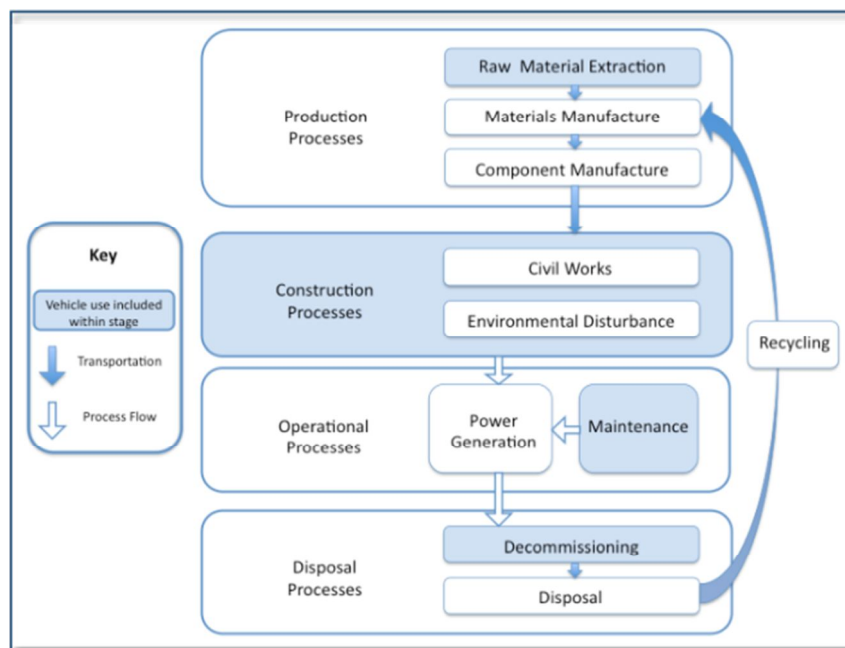 Raw Material Extraction
Production
Processes
Materials Manufacture
Component Manufacture
Key
Vehicle use included
within stage
Transportation
Process Flow
Construction
Processes
Civil Works
Environmental Disturbance
Recycling
Operational
Processes
Power
Generation
Maintenance
Disposal
Processes
Decommissioning
Disposal